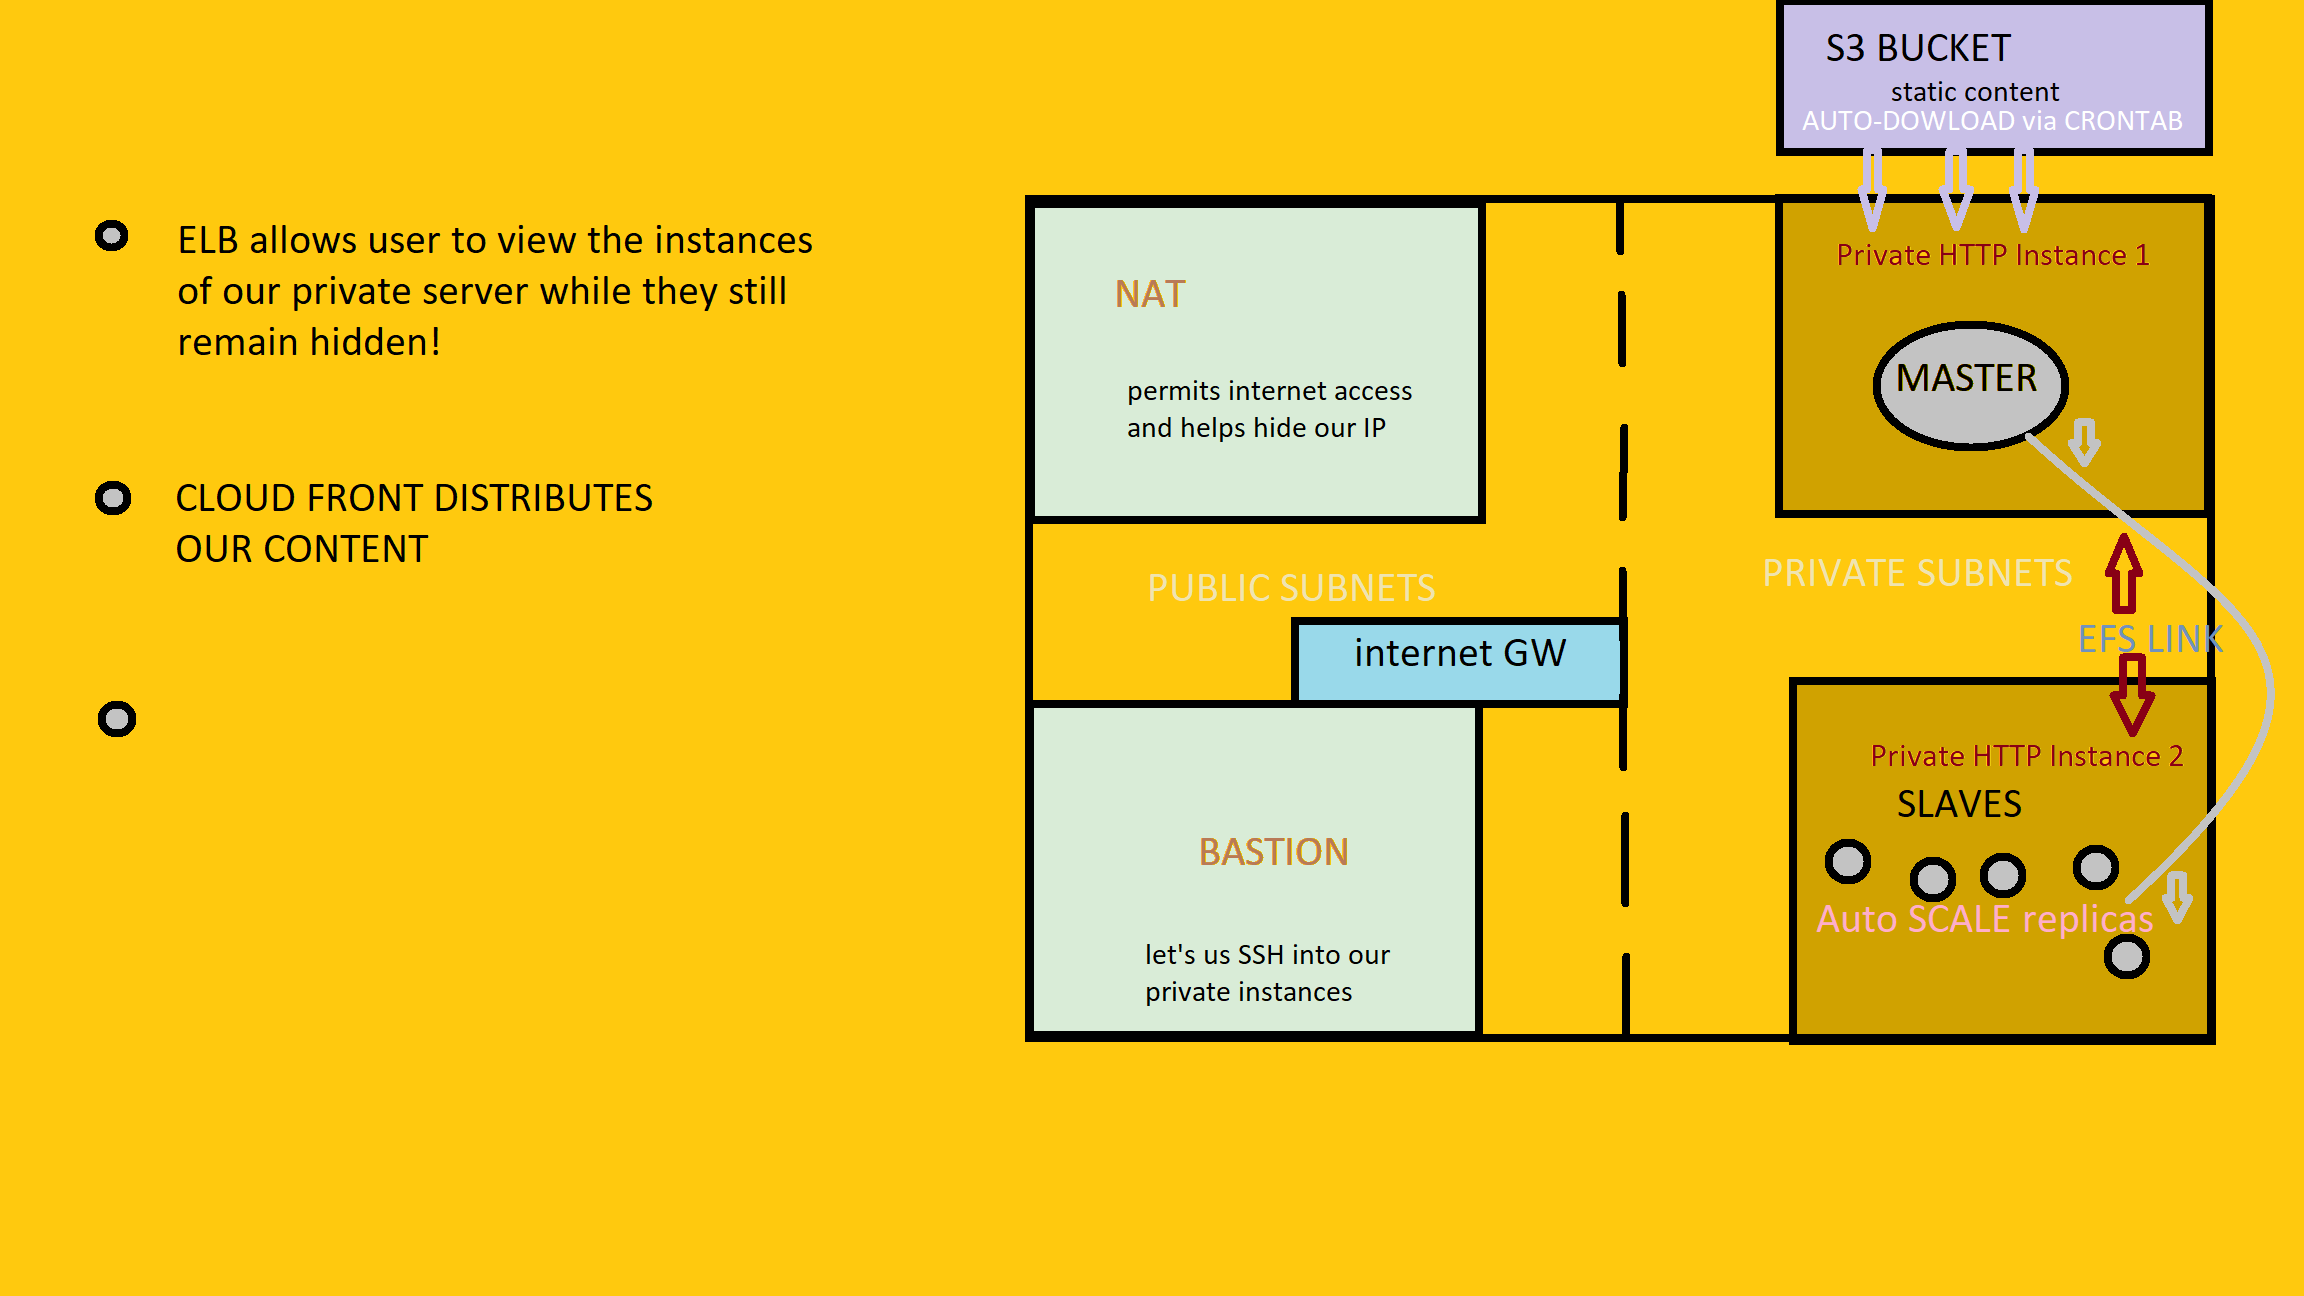 S3 BUCKET
static content
AUTO-DOWLOAD via CRONTAB
ELB allows user to view the instances
of our private server while they still
remain hidden!
CLOUD FRONT DISTRIBUTES
OUR CONTENT
NAT
permits internet access
and helps hide our IP
PUBLIC SUBNETS
internet GW
BASTION
let's us SSH into our
private instances
Private HTTP Instance 1
MASTER
PRIVATE SUBNETS
EFS LINK
Private HTTP Instance 2
SLAVES
Auto SCALE replicas